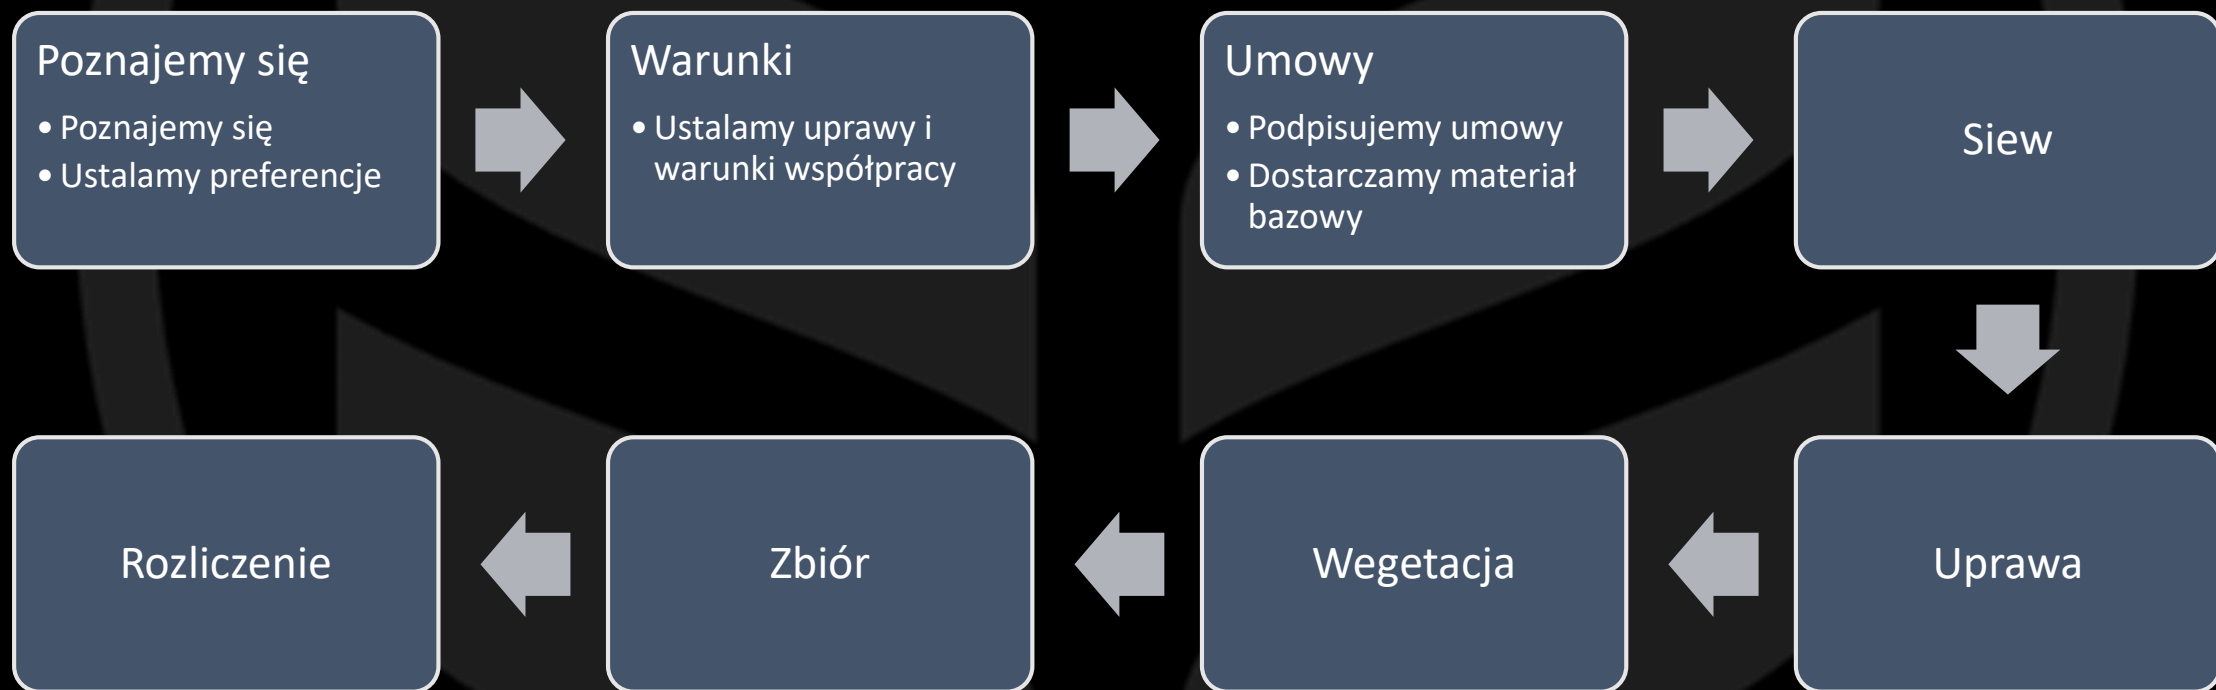 Poznajemy się
• Poznajemy się
• Ustalamy preferencje
Warunki
• Ustalamy uprawy i
warunki współpracy
Umowy
• Podpisujemy umowy
• Dostarczamy materiał
bazowy
Siew
Uprawa
Wegetacja
Zbiór
Rozliczenie